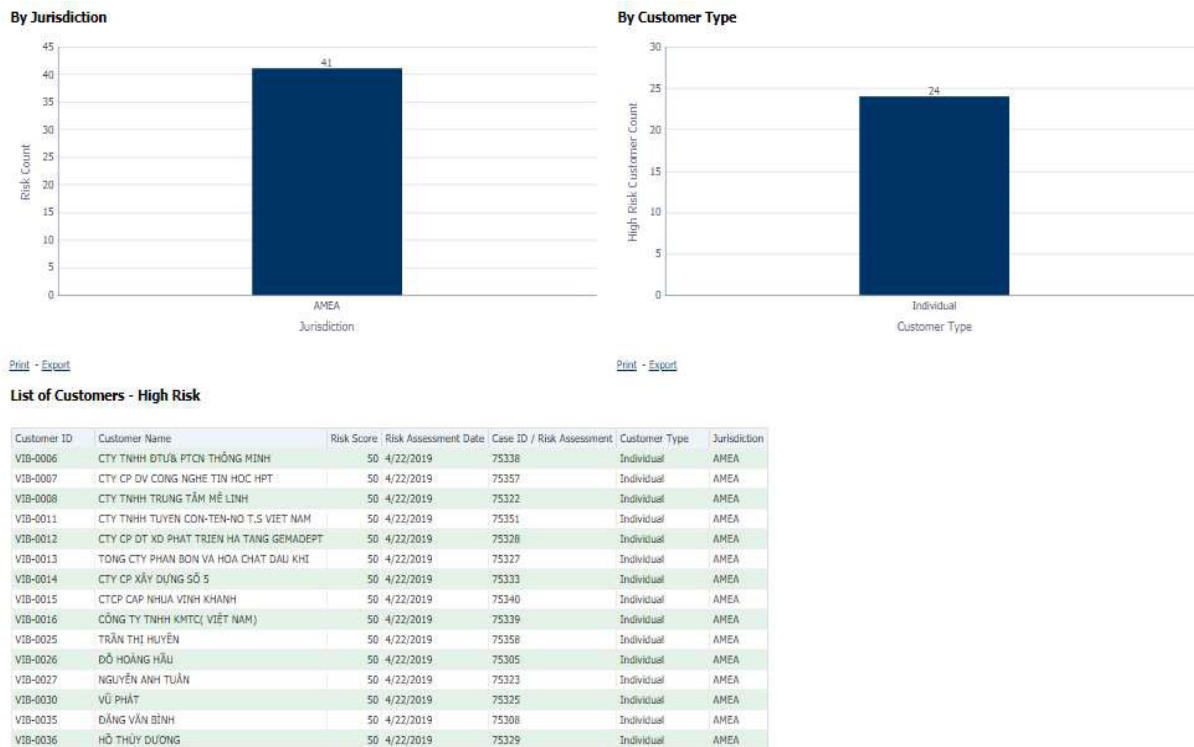 By Jurisdiction
45
40
35
30
25
20
15
10
5
0
Risk Count
41
AMEA
Jurisdiction
Print - Export
By Customer Type
30
25
20
15
10
5
0
High Risk Customer Count
24
Individual
Customer Type
Print - Export
List of Customers - High Risk
Customer ID Customer Name Risk Score Risk Assessment Date Case ID / Risk Assessment Customer Type Jurisdiction
VIB-0006 CTY TNHH ĐTƯ& PTCN THÔNG MINH 50 4/22/2019 75338 Individual AMEA
VIB-0007 CTY CP DV CONG NGHE TIN HOC HPT 50 4/22/2019 75357 Individual AMEA
VIB-0008 CTY TNHH TRUNG TÂM MÊ LINH 50 4/22/2019 75322 Individual AMEA
VIB-0011 CTY TNHH TUYEN CON-TEN-NO T.S VIET NAM 50 4/22/2019 75351 Individual AMEA
VIB-0012 CTY CP DT XD PHAT TRIEN HA TANG GEMADEPT 50 4/22/2019 75328 Individual AMEA
VIB-0013 TONG CTY PHAN BON VA HOA CHAT DAU KHI 50 4/22/2019 75327 Individual AMEA
VIB-0014 CTY CP XÂY DỰNG SỐ 5 50 4/22/2019 75333 Individual AMEA
VIB-0015 CTCP CAP NHUA VINH KHANH 50 4/22/2019 75340 Individual AMEA
VIB-0016 CÔNG TY TNHH KMTC( VIỆT NAM) 50 4/22/2019 75339 Individual AMEA
VIB-0025 TRẦN THỊ HUYỀN 50 4/22/2019 75358 Individual AMEA
VIB-0026 ĐỖ HOÀNG HẬU 50 4/22/2019 75305 Individual AMEA
VIB-0027 NGUYỄN ANH TUẤN 50 4/22/2019 75323 Individual AMEA
VIB-0030 VŨ PHÁT 50 4/22/2019 75325 Individual AMEA
VIB-0035 ĐẶNG VĂN BÌNH 50 4/22/2019 75308 Individual AMEA
VIB-0036 HỒ THÙY DƯƠNG 50 4/22/2019 75329 Individual AMEA